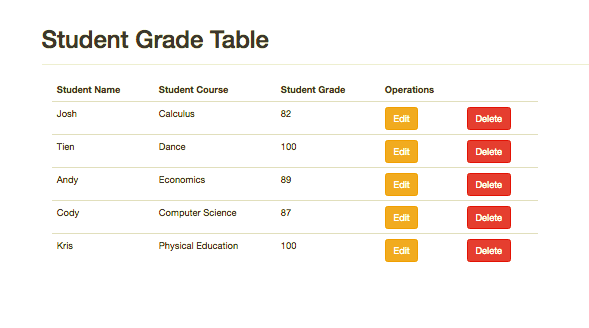 Student Grade Table
Student Name Student Course Student Grade Operations
Josh Calculus 82 Edit Delete
Tien Dance 100 Edit Delete
Andy Economics 89 Edit Delete
Cody Computer Science 87 Edit Delete
Kris Physical Education 100 Edit Delete